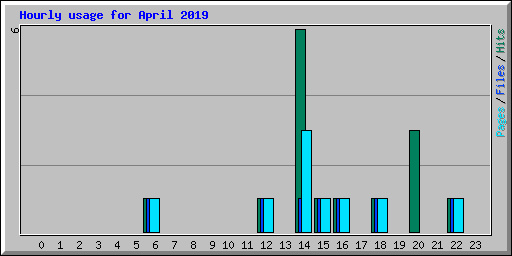 Hourly usage for April 2019
6
Pages/Files/Hits
0 1 2 3 4 5 6 7 8 9 10 11 12 13 14 15 16 17 18 19 20 21 22 23